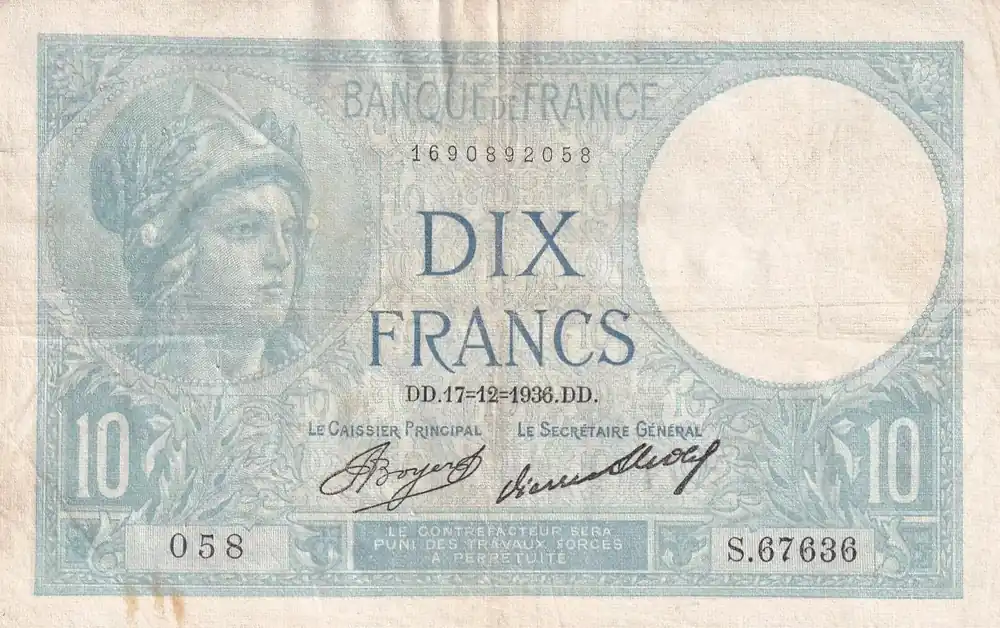 BANQUE DE FRANCE
1690892058
DIX
FRANCS
DD.17=12=1936.DD.
LE CAISSIER PRINCIPAL LE SECRÉTAIRE GÉNÉRAL
Boyer
10 10
058
LE CONTREFACTEUR SERA
PUNI DES TRAVAUX FORCÉS
A PERPÉTUITÉ
S.67636